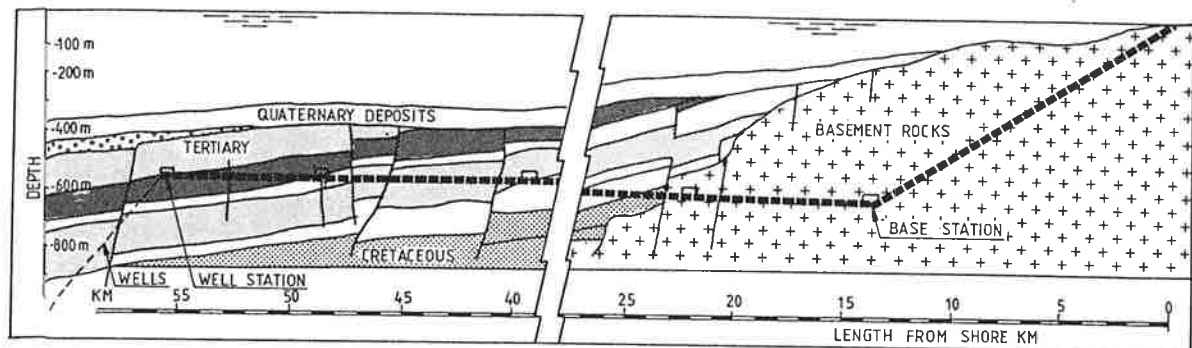 -100 m
-200 m
QUATERNARY DEPOSITS
-400 m
TERTIARY
BASEMENT ROCKS
DEPTH
-600 m
-800 m
CRETACEOUS
BASE STATION
WELLS
WELL STATION
KM
55
50
45
40
25
20
15
10
5
0
LENGTH FROM SHORE KM